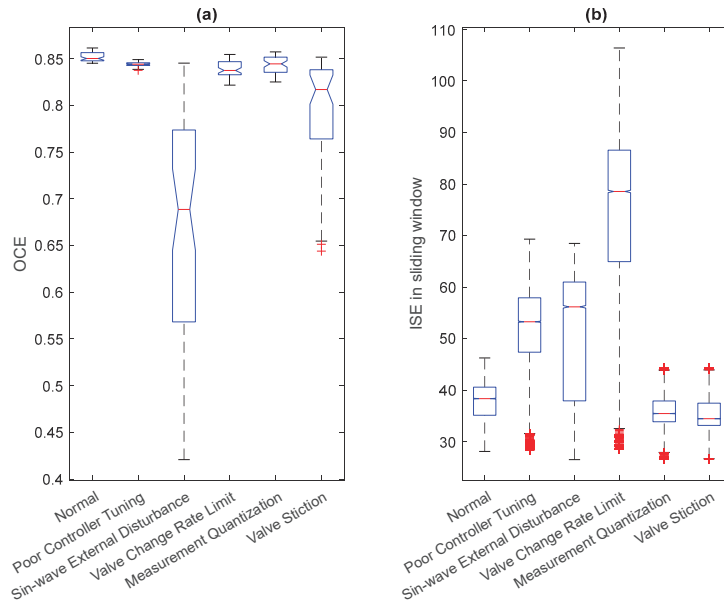 (a)
0.85
0.8
0.75
0.7
0.65
0.6
0.55
0.5
0.45
0.4
OCE
Normal
Poor Controller Tuning
Sin-wave External Disturbance
Valve Change Rate Limit
Measurement Quantization
Valve Stiction
(b)
110
100
90
80
70
60
50
40
30
ISE in sliding window
Normal
Poor Controller Tuning
Sin-wave External Disturbance
Valve Change Rate Limit
Measurement Quantization
Valve Stiction